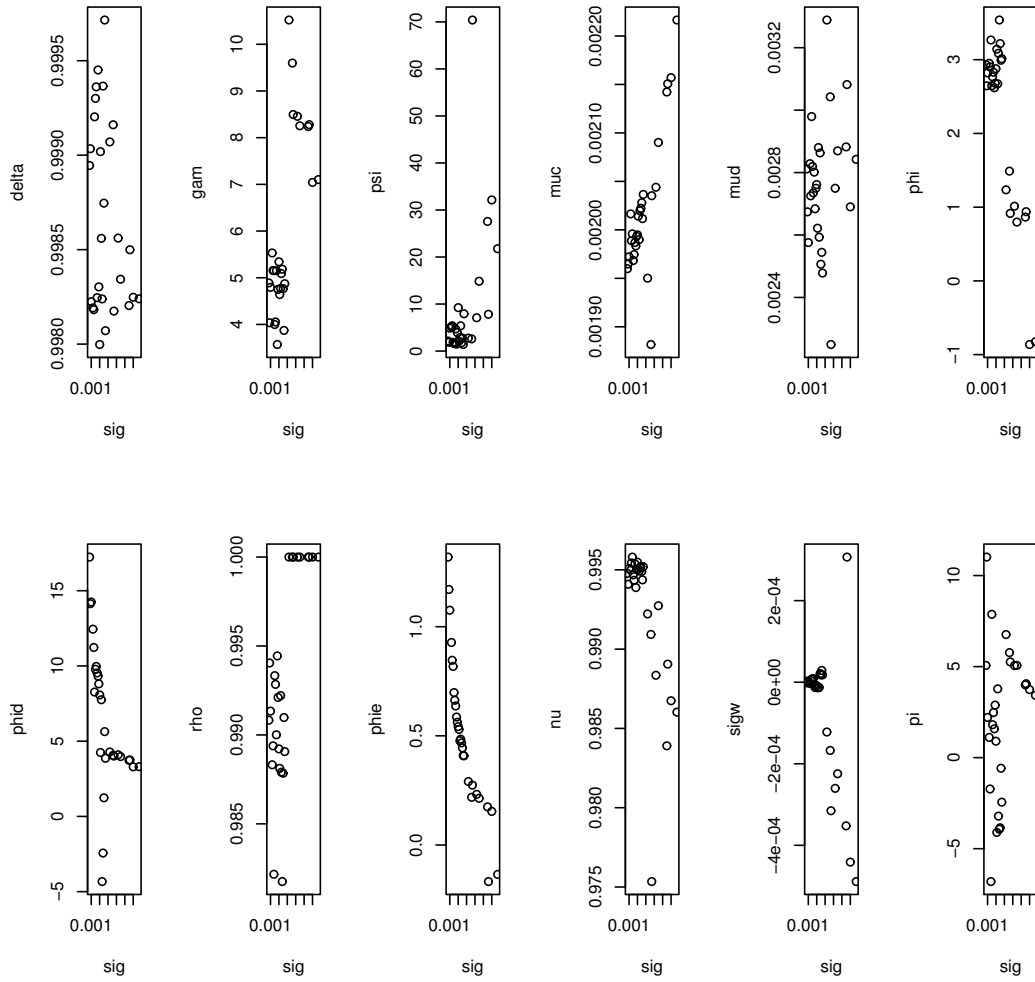 delta
0.9980 0.9985 0.9990 0.9995
0.001
sig
gam
4 5 6 7 8 9 10
0.001
sig
psi
0 10 20 30 40 50 60 70
0.001
sig
muc
0.00190 0.00200 0.00210 0.00220
0.001
sig
mud
0.0024 0.0028 0.0032
0.001
sig
phi
−1 0 1 2 3
0.001
sig
phid
−5 0 5 10 15
0.001
sig
rho
0.985 0.990 0.995 1.000
0.001
sig
phie
0.0 0.5 1.0
0.001
sig
nu
0.975 0.980 0.985 0.990 0.995
0.001
sig
sigw
−4e−04 −2e−04 0e+00 2e−04
0.001
sig
pi
−5 0 5 10
0.001
sig